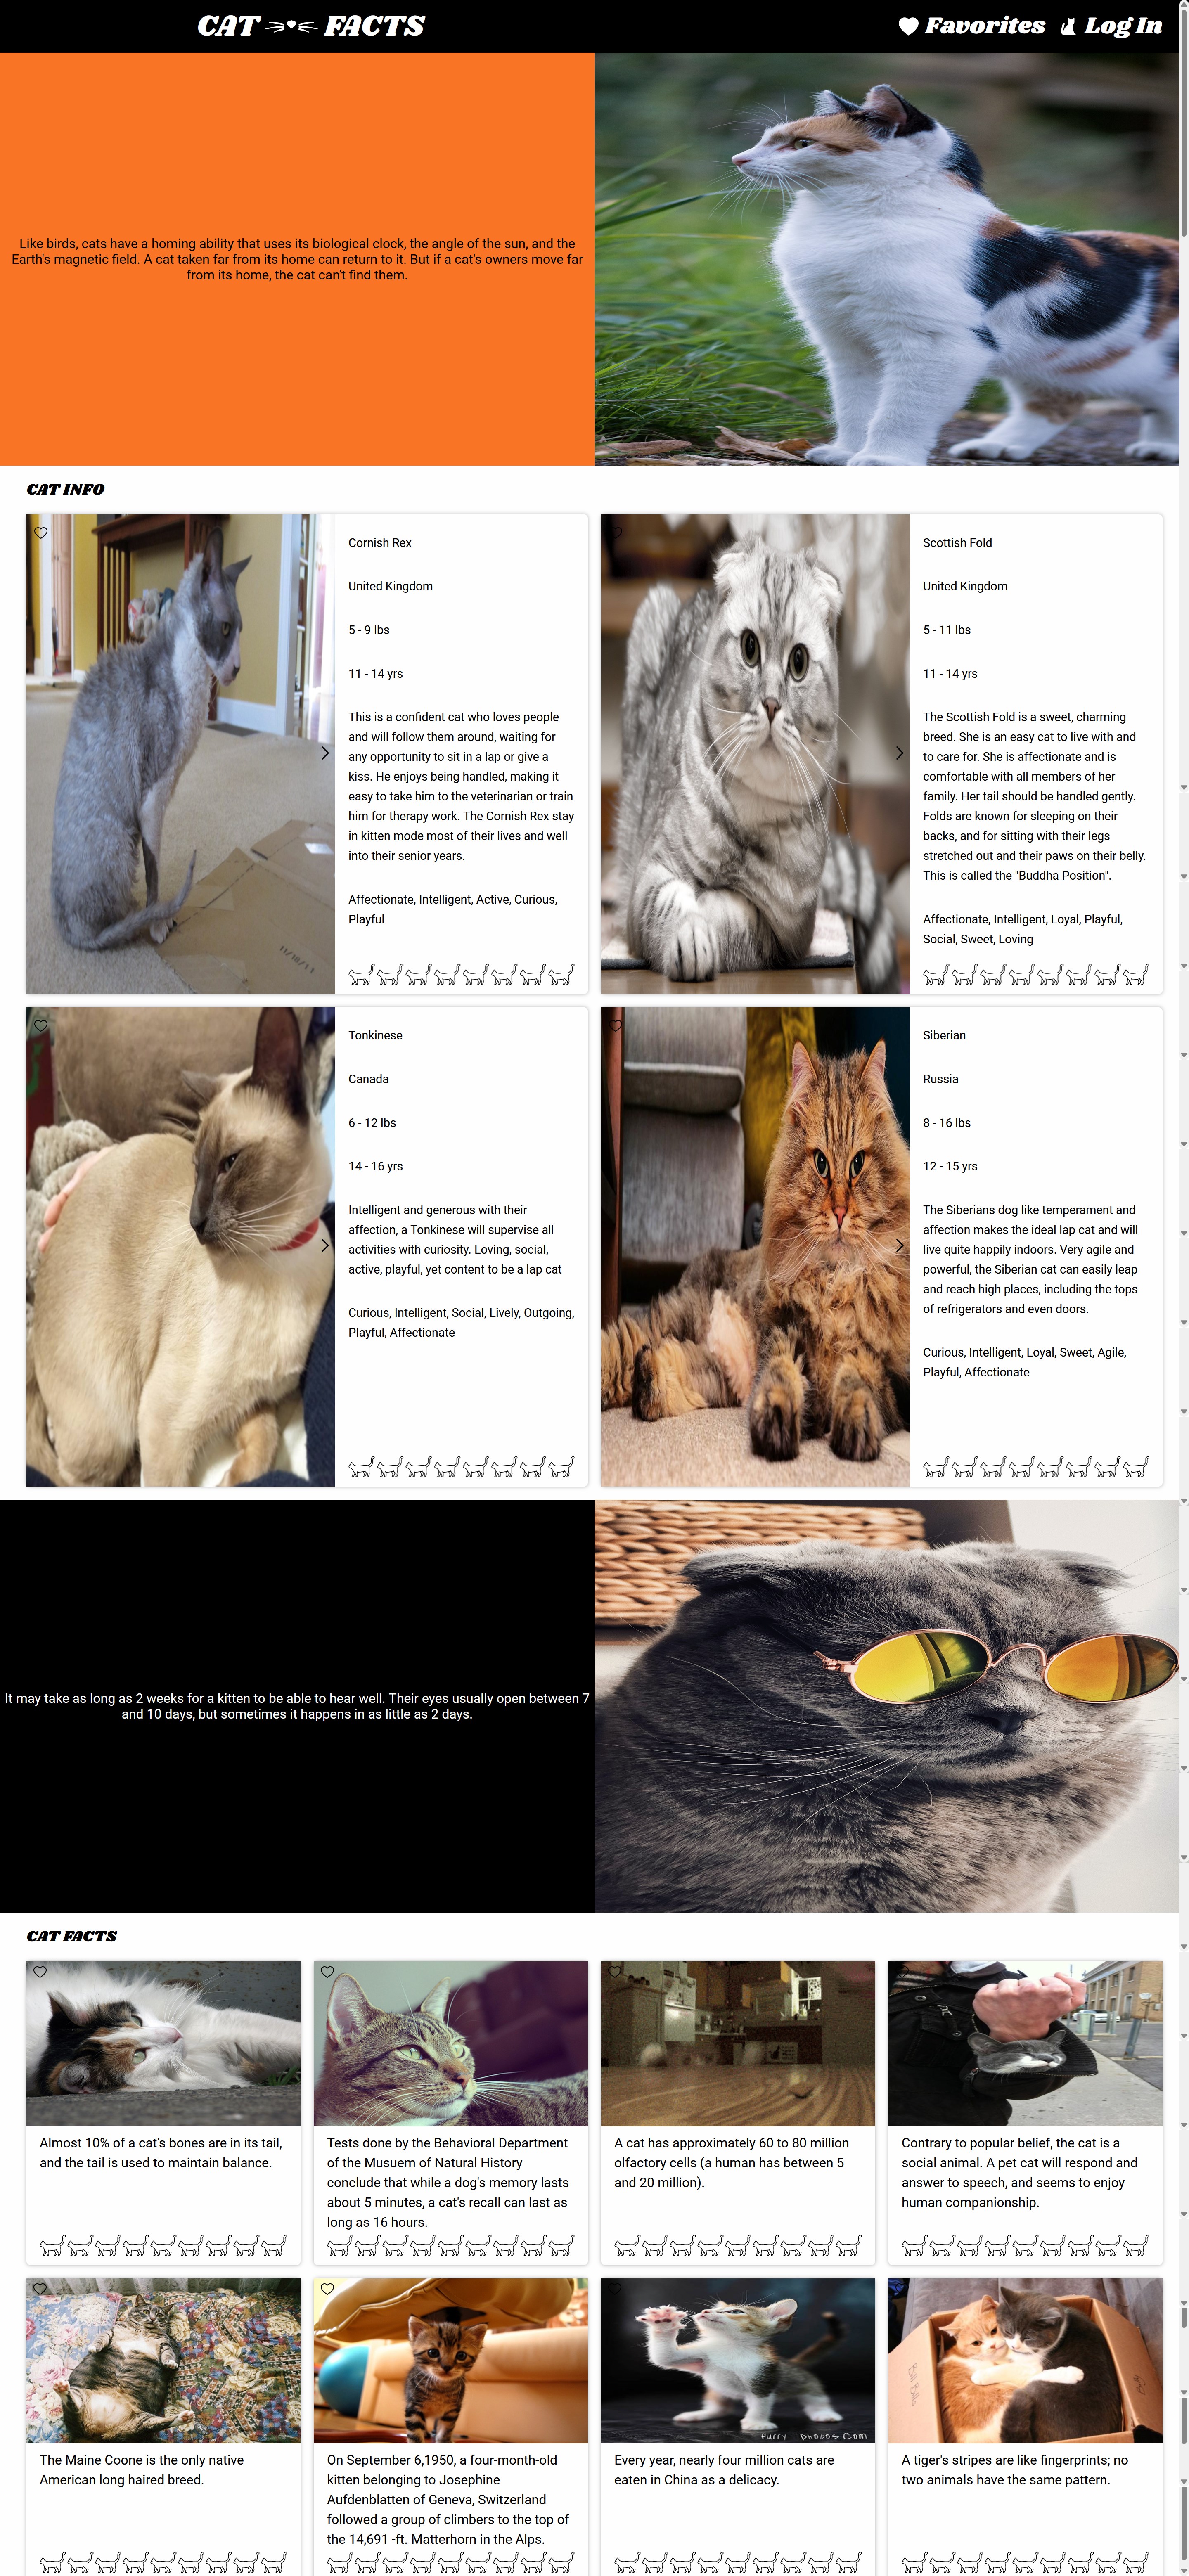 CAT FACTS
Favorites
Log In
Like birds, cats have a homing ability that uses its biological clock, the angle of the sun, and the
Earth's magnetic field. A cat taken far from its home can return to it. But if a cat's owners move far
from its home, the cat can't find them.
CAT INFO
Cornish Rex
United Kingdom
5 - 9 lbs
11 - 14 yrs
This is a confident cat who loves people
and will follow them around, waiting for
any opportunity to sit in a lap or give a
kiss. He enjoys being handled, making it
easy to take him to the veterinarian or train
him for therapy work. The Cornish Rex stay
in kitten mode most of their lives and well
into their senior years.
Affectionate, Intelligent, Active, Curious,
Playful
Scottish Fold
United Kingdom
5 - 11 lbs
11 - 14 yrs
The Scottish Fold is a sweet, charming
breed. She is an easy cat to live with and
to care for. She is affectionate and is
comfortable with all members of her
family. Her tail should be handled gently.
Folds are known for sleeping on their
backs, and for sitting with their legs
stretched out and their paws on their belly.
This is called the "Buddha Position".
Affectionate, Intelligent, Loyal, Playful,
Social, Sweet, Loving
Tonkinese
Canada
6 - 12 lbs
14 - 16 yrs
Intelligent and generous with their
affection, a Tonkinese will supervise all
activities with curiosity. Loving, social,
active, playful, yet content to be a lap cat
Curious, Intelligent, Social, Lively, Outgoing,
Playful, Affectionate
Siberian
Russia
8 - 16 lbs
12 - 15 yrs
The Siberians dog like temperament and
affection makes the ideal lap cat and will
live quite happily indoors. Very agile and
powerful, the Siberian cat can easily leap
and reach high places, including the tops
of refrigerators and even doors.
Curious, Intelligent, Loyal, Sweet, Agile,
Playful, Affectionate
It may take as long as 2 weeks for a kitten to be able to hear well. Their eyes usually open between 7
and 10 days, but sometimes it happens in as little as 2 days.
CAT FACTS
Almost 10% of a cat's bones are in its tail,
and the tail is used to maintain balance.
Tests done by the Behavioral Department
of the Musuem of Natural History
conclude that while a dog's memory lasts
about 5 minutes, a cat's recall can last as
long as 16 hours.
A cat has approximately 60 to 80 million
olfactory cells (a human has between 5
and 20 million).
Contrary to popular belief, the cat is a
social animal. A pet cat will respond and
answer to speech, and seems to enjoy
human companionship.
furry-photos.com
The Maine Coone is the only native
American long haired breed.
On September 6,1950, a four-month-old
kitten belonging to Josephine
Aufdenblatten of Geneva, Switzerland
followed a group of climbers to the top of
the 14,691 -ft. Matterhorn in the Alps.
Every year, nearly four million cats are
eaten in China as a delicacy.
A tiger's stripes are like fingerprints; no
two animals have the same pattern.